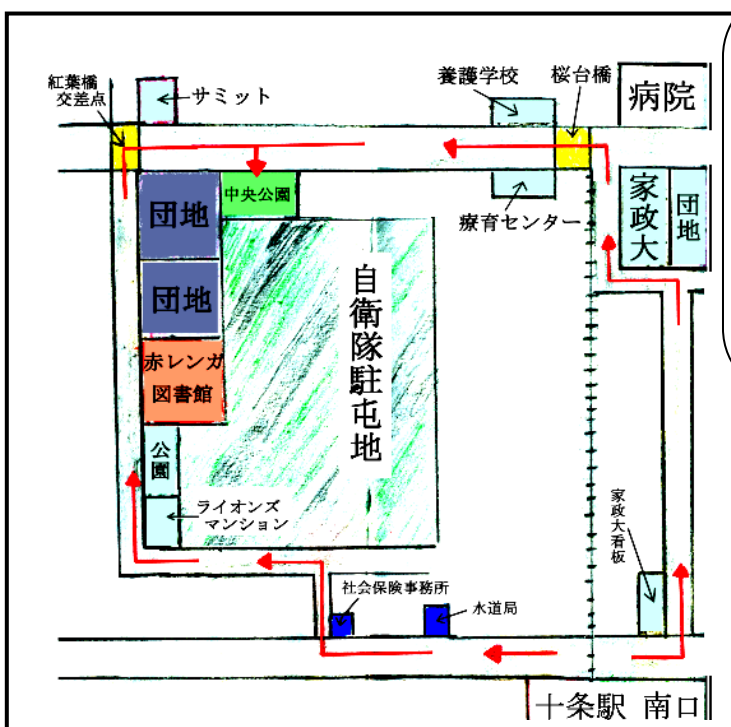 紅葉橋
交差点
サミット
養護学校
桜台橋
病院
団地
中央公園
療育センター
家政大
団地
団地
自衛隊駐屯地
赤レンガ
図書館
公園
ライオンズ
マンション
家政大看板
社会保険事務所
水道局
十条駅 南口